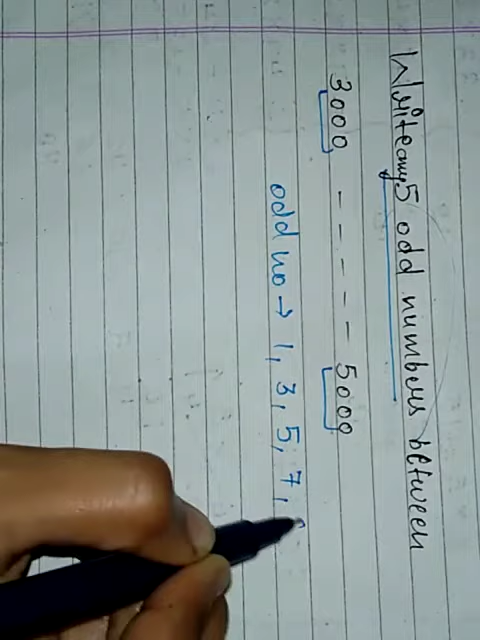 Write any 5 odd numbers between
3000 - - - - - 5000
odd no → 1, 3, 5, 7,